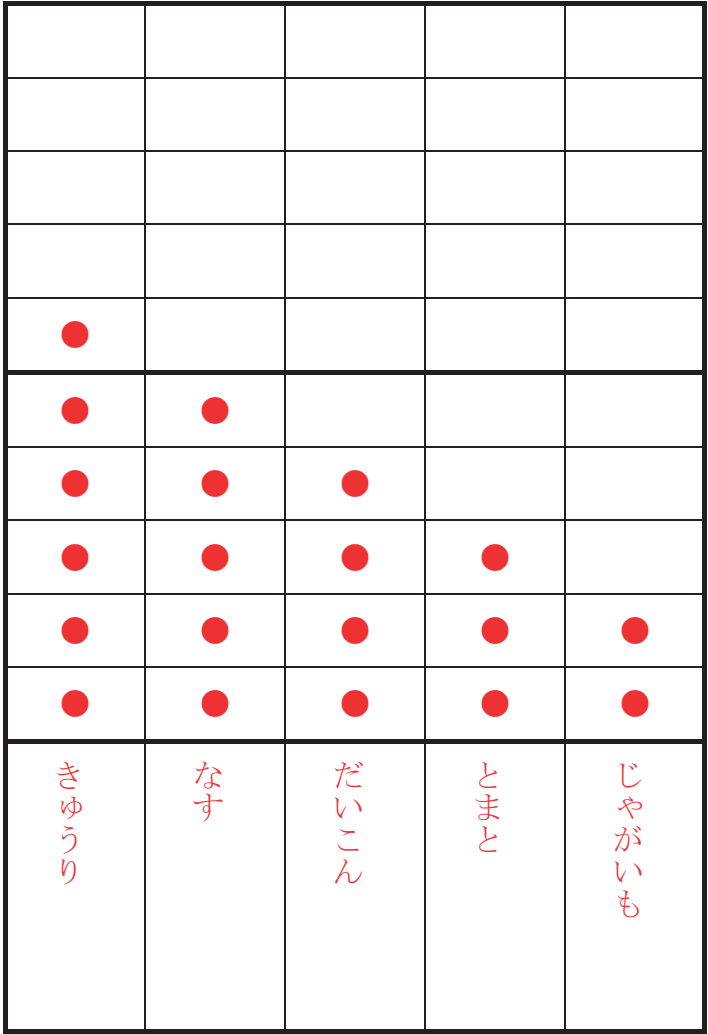 きゅうり
なす
だいこん
とまと
じゃがいも